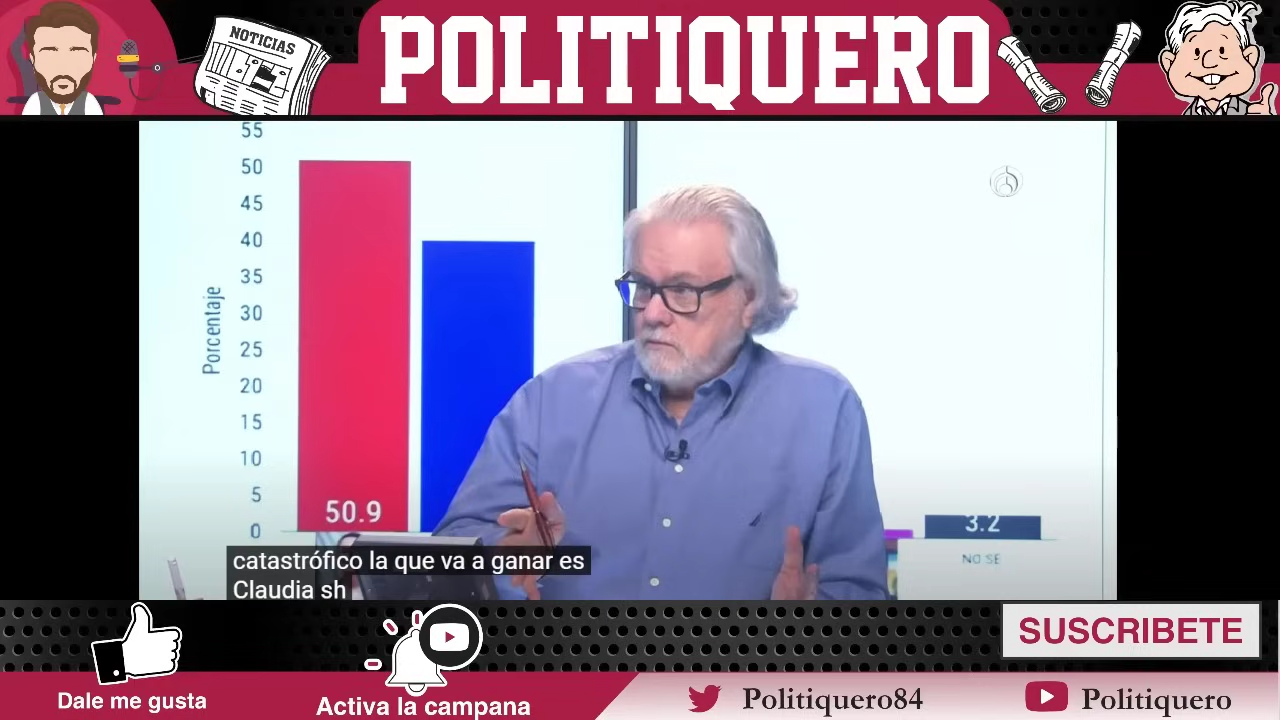 NOTICIAS
POLITIQUERO
55
50
45
40
35
30
25
20
15
10
5
0
Porcentaje
50.9
3.2
NO SÉ
catastrófico la que va a ganar es
Claudia sh
SUSCRIBETE
Dale me gusta
Activa la campana
Politiquero84
Politiquero